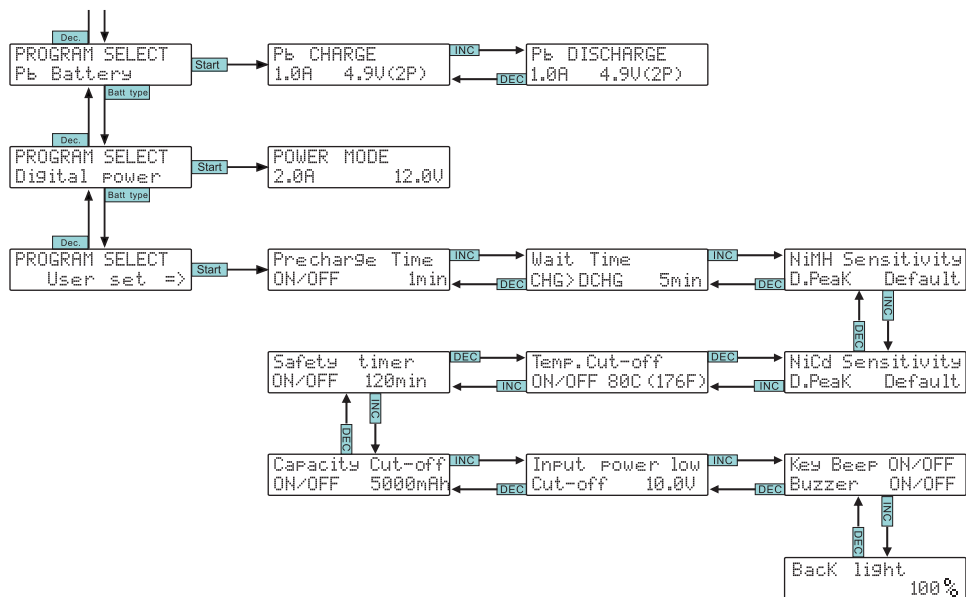 Dec.
PROGRAM SELECT
Pb Battery
Start
Pb CHARGE
1.0A 4.9V(2P)
INC
DEC
Pb DISCHARGE
1.0A 4.9V(2P)
Batt type
Dec.
PROGRAM SELECT
Digital power
Start
POWER MODE
2.0A 12.0V
Batt type
Dec.
PROGRAM SELECT
User set =>
Start
Precharge Time
ON/OFF 1min
INC
DEC
Wait Time
CHG>DCHG 5min
INC
DEC
NiMH Sensitivity
D.Peak Default
DEC
INC
Safety timer
ON/OFF 120min
DEC
INC
Temp.Cut-off
ON/OFF 80C(176F)
DEC
INC
NiCd Sensitivity
D.Peak Default
DEC
INC
Capacity Cut-off
ON/OFF 5000mAh
INC
DEC
Input power low
Cut-off 10.0V
INC
DEC
Key Beep ON/OFF
Buzzer ON/OFF
DEC
INC
Back light
100%